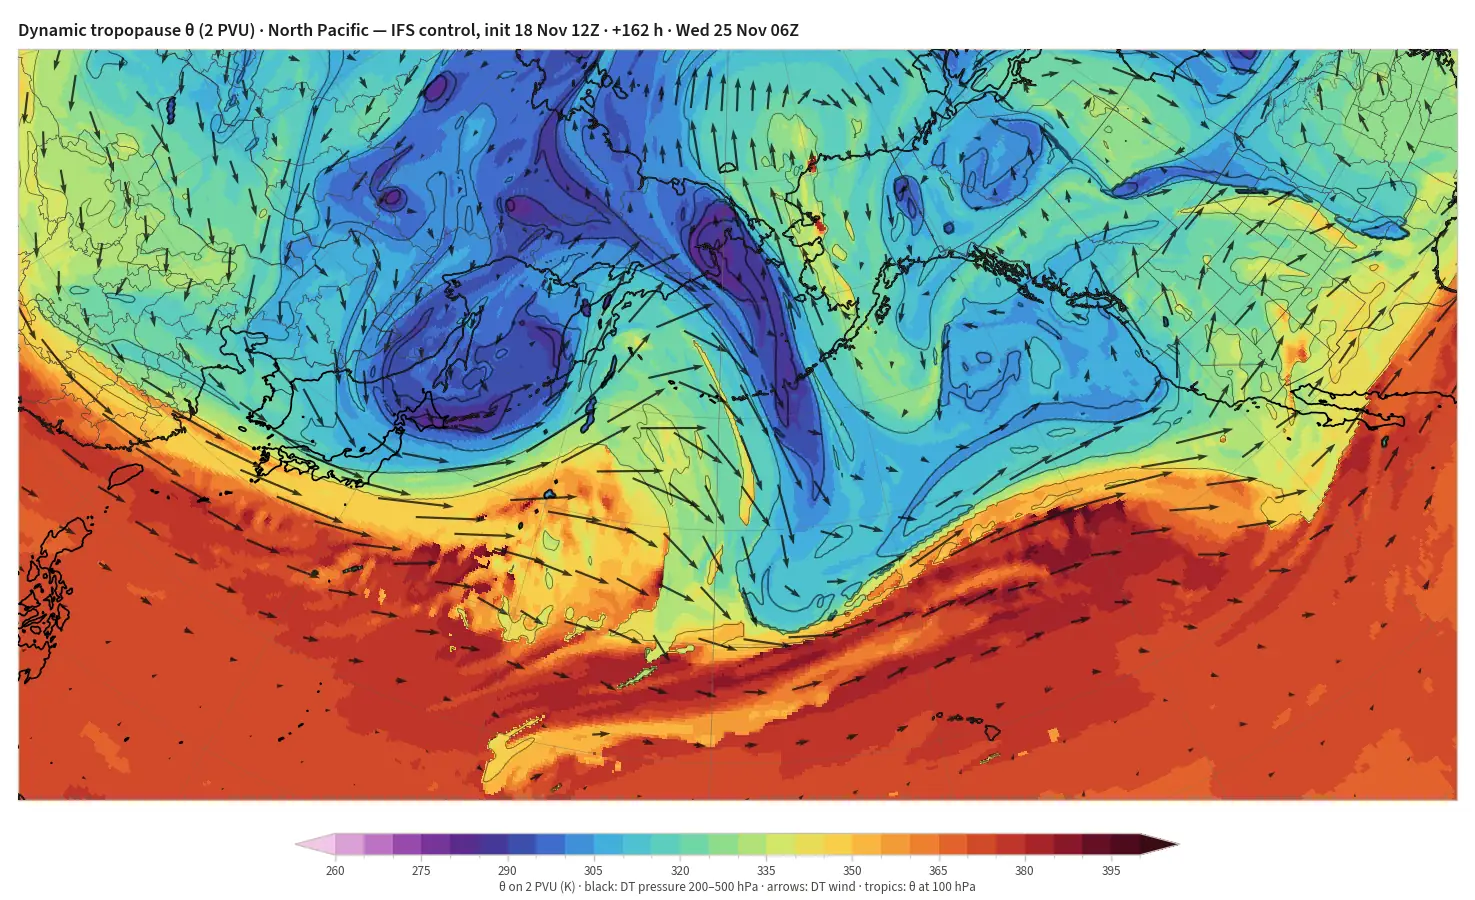 Dynamic tropopause θ (2 PVU) · North Pacific — IFS control, init 18 Nov 12Z · +162 h · Wed 25 Nov 06Z
260 275 290 305 320 335 350 365 380 395
θ on 2 PVU (K) · black: DT pressure 200–500 hPa · arrows: DT wind · tropics: θ at 100 hPa